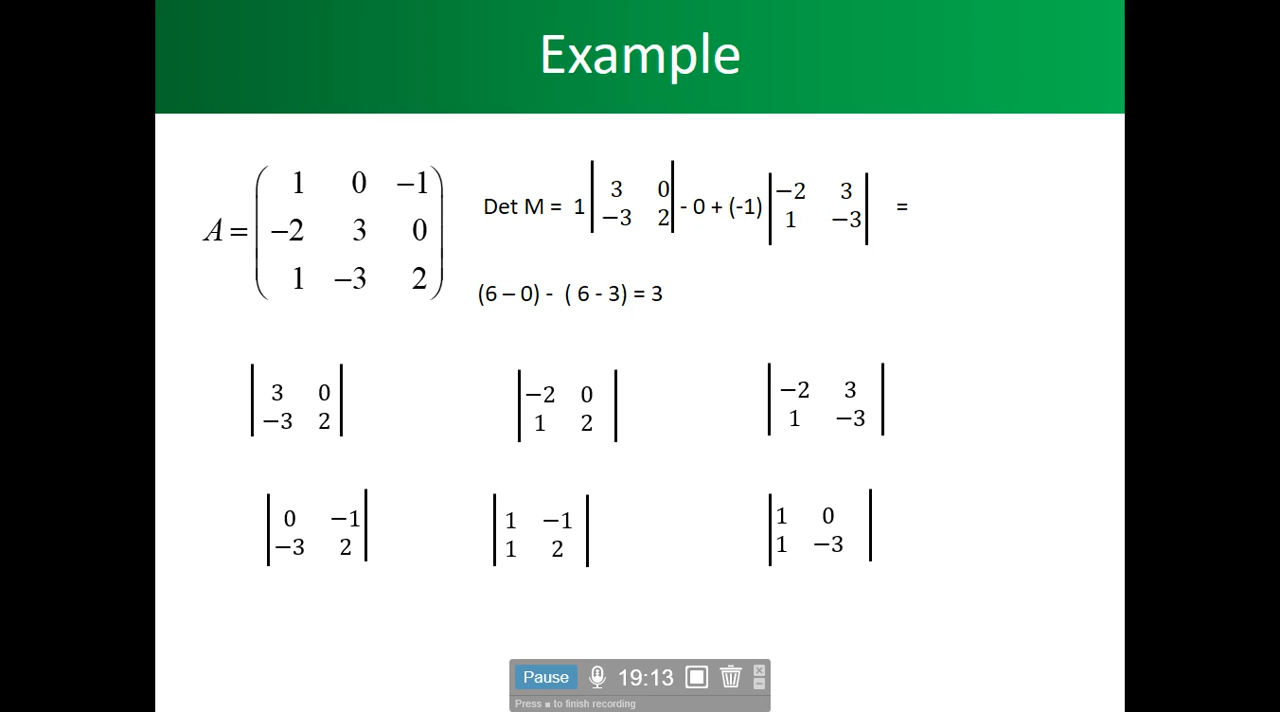 Example
A = ( 1 0 −1
−2 3 0
1 −3 2 )
Det M = 1 | 3 0
−3 2 | - 0 + (-1) | −2 3
1 −3 | =
(6 – 0) - ( 6 - 3) = 3
| 3 0
−3 2 |
| −2 0
1 2 |
| −2 3
1 −3 |
| 0 −1
−3 2 |
| 1 −1
1 2 |
| 1 0
1 −3 |
Pause 19:13
Press ■ to finish recording